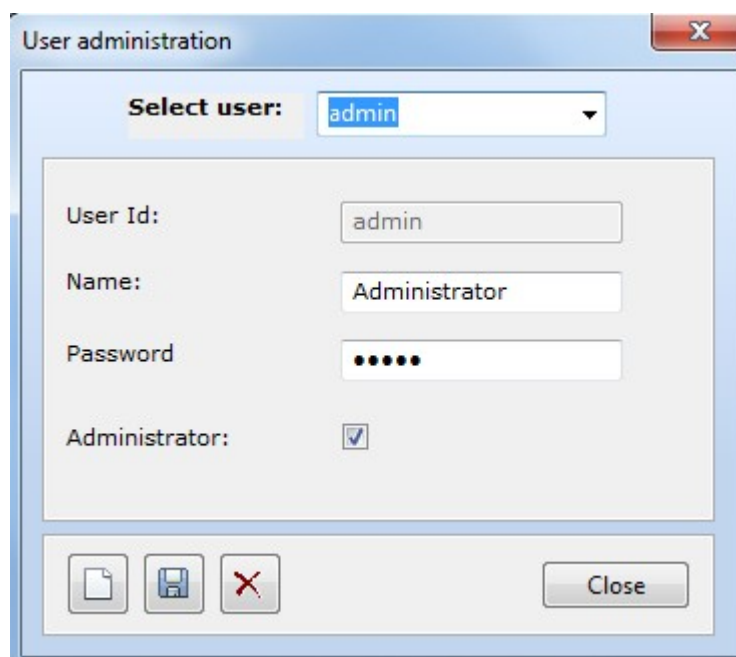 User administration
Select user: admin
User Id: admin
Name: Administrator
Password •••••
Administrator:
Close